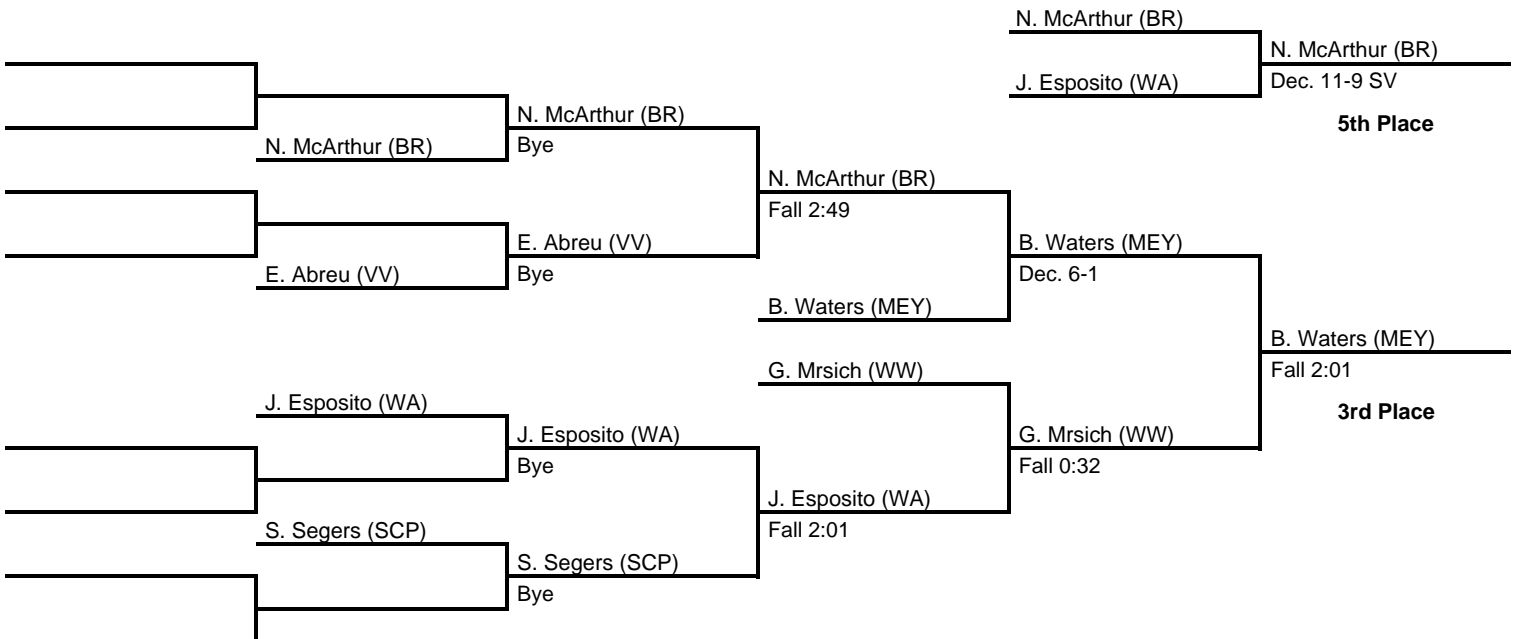 N. McArthur (BR)
N. McArthur (BR)
J. Esposito (WA)
Dec. 11-9 SV
5th Place
N. McArthur (BR)
N. McArthur (BR)
Bye
N. McArthur (BR)
Fall 2:49
E. Abreu (VV)
E. Abreu (VV)
Bye
B. Waters (MEY)
Dec. 6-1
B. Waters (MEY)
B. Waters (MEY)
Fall 2:01
3rd Place
G. Mrsich (WW)
J. Esposito (WA)
J. Esposito (WA)
Bye
G. Mrsich (WW)
Fall 0:32
J. Esposito (WA)
Fall 2:01
S. Segers (SCP)
S. Segers (SCP)
Bye